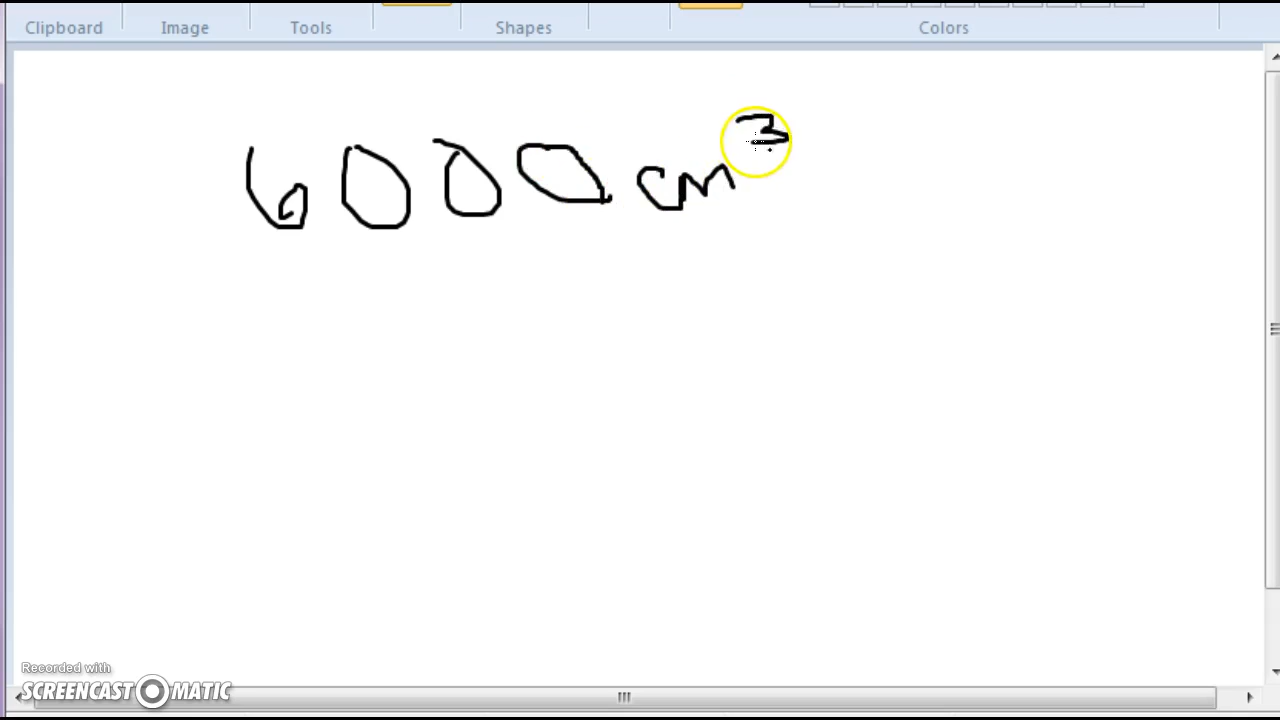 Clipboard Image Tools Shapes Colors
6000 cm³
Recorded with
SCREENCAST MATIC